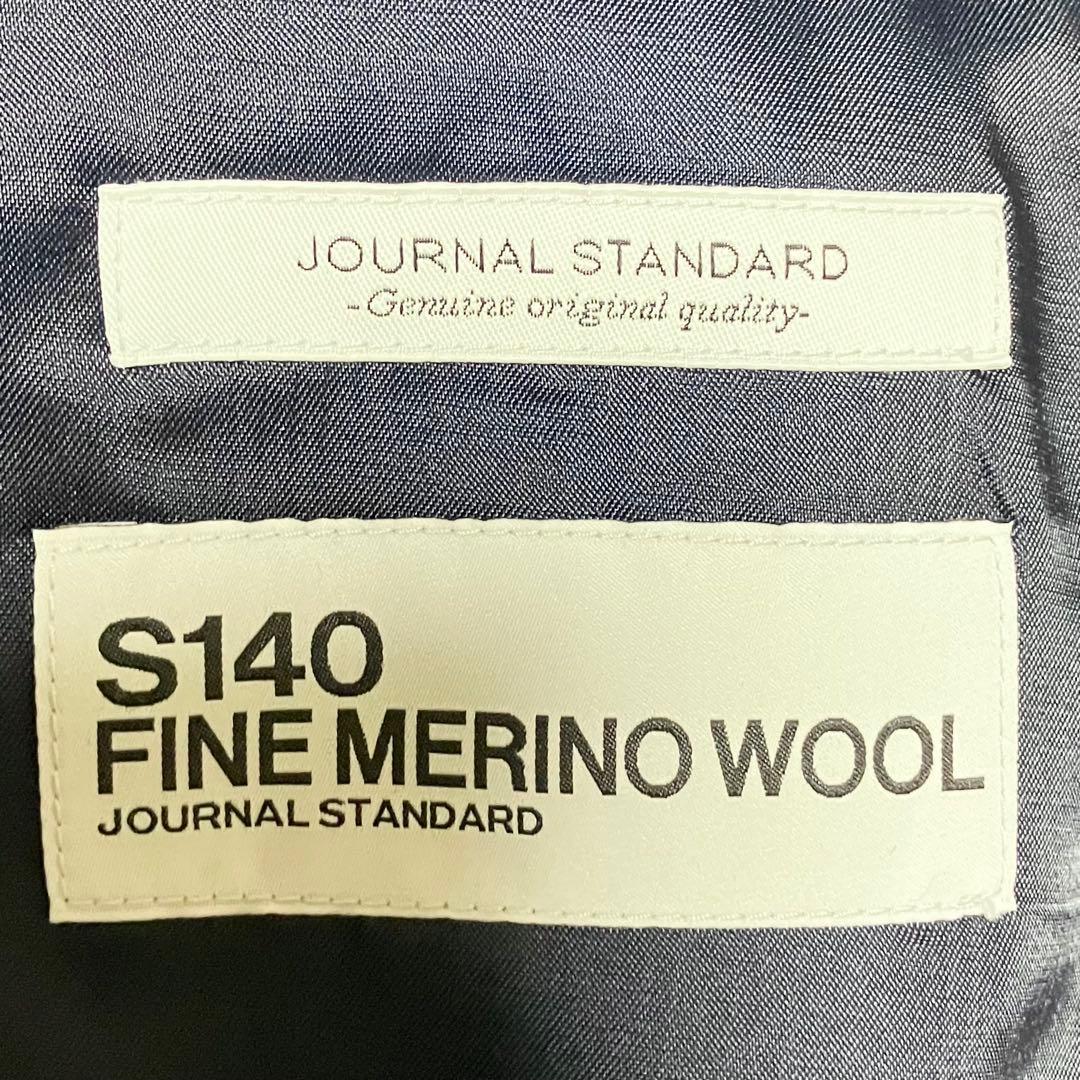 JOURNAL STANDARD
-Genuine original quality-
S140
FINE MERINO WOOL
JOURNAL STANDARD